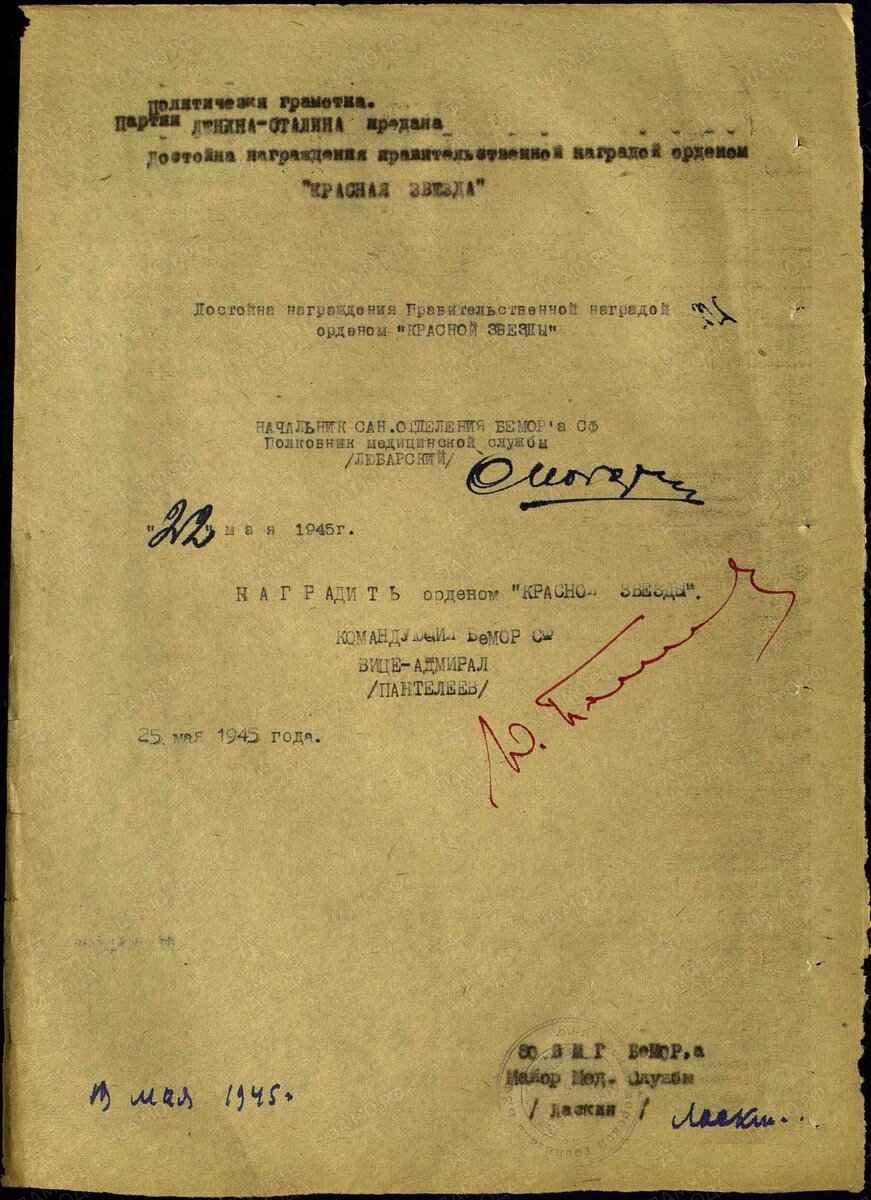 Политически грамотна.
Партии ЛЕНИНА-СТАЛИНА предана
Достойна награждения правительственной наградой орденом
"КРАСНАЯ ЗВЕЗДА"
Достойна награждения Правительственной наградой
орденом "КРАСНОЙ ЗВЕЗДЫ"
НАЧАЛЬНИК САН.ОТДЕЛЕНИЯ БЕМОР'а СФ
Полковник медицинской службы
/ЛЮБАРСКИЙ/
"22" мая 1945г.
НАГРАДИТЬ орденом "КРАСНОЙ ЗВЕЗДЫ".
КОМАНДУЮЩИЙ БеМОР СФ
ВИЦЕ-АДМИРАЛ
/ПАНТЕЛЕЕВ/
25 мая 1945 года.
ВМГ БеМОР,а
Майор Мед. Службы
/ Ласкин /
мая 1945г